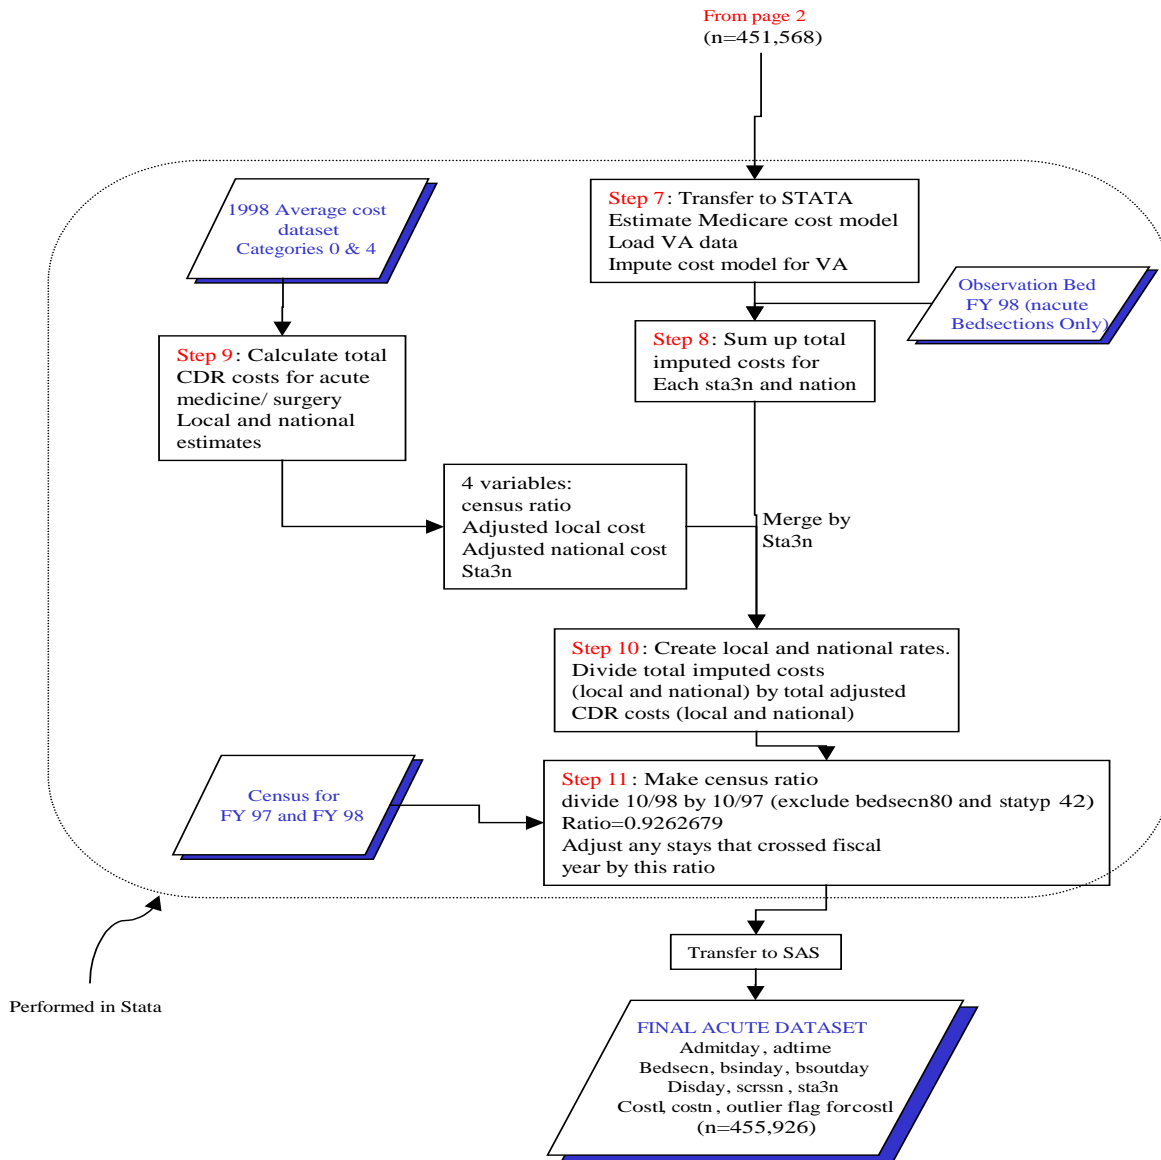 From page 2
(n=451,568)
1998 Average cost
dataset
Categories 0 & 4
Step 7: Transfer to STATA
Estimate Medicare cost model
Load VA data
Impute cost model for VA
Observation Bed
FY 98 (nacute
Bedsections Only)
Step 8: Sum up total
imputed costs for
Each sta3n and nation
Step 9: Calculate total
CDR costs for acute
medicine/ surgery
Local and national
estimates
4 variables:
census ratio
Adjusted local cost
Adjusted national cost
Sta3n
Merge by
Sta3n
Step 10: Create local and national rates.
Divide total imputed costs
(local and national) by total adjusted
CDR costs (local and national)
Census for
FY 97 and FY 98
Step 11: Make census ratio
divide 10/98 by 10/97 (exclude bedsecn80 and statyp 42)
Ratio=0.9262679
Adjust any stays that crossed fiscal
year by this ratio
Transfer to SAS
Performed in Stata
FINAL ACUTE DATASET
Admitday, adtime
Bedsecn, bsinday, bsoutday
Disday, scrssn, sta3n
Costl, costn, outlier flag forcostl
(n=455,926)